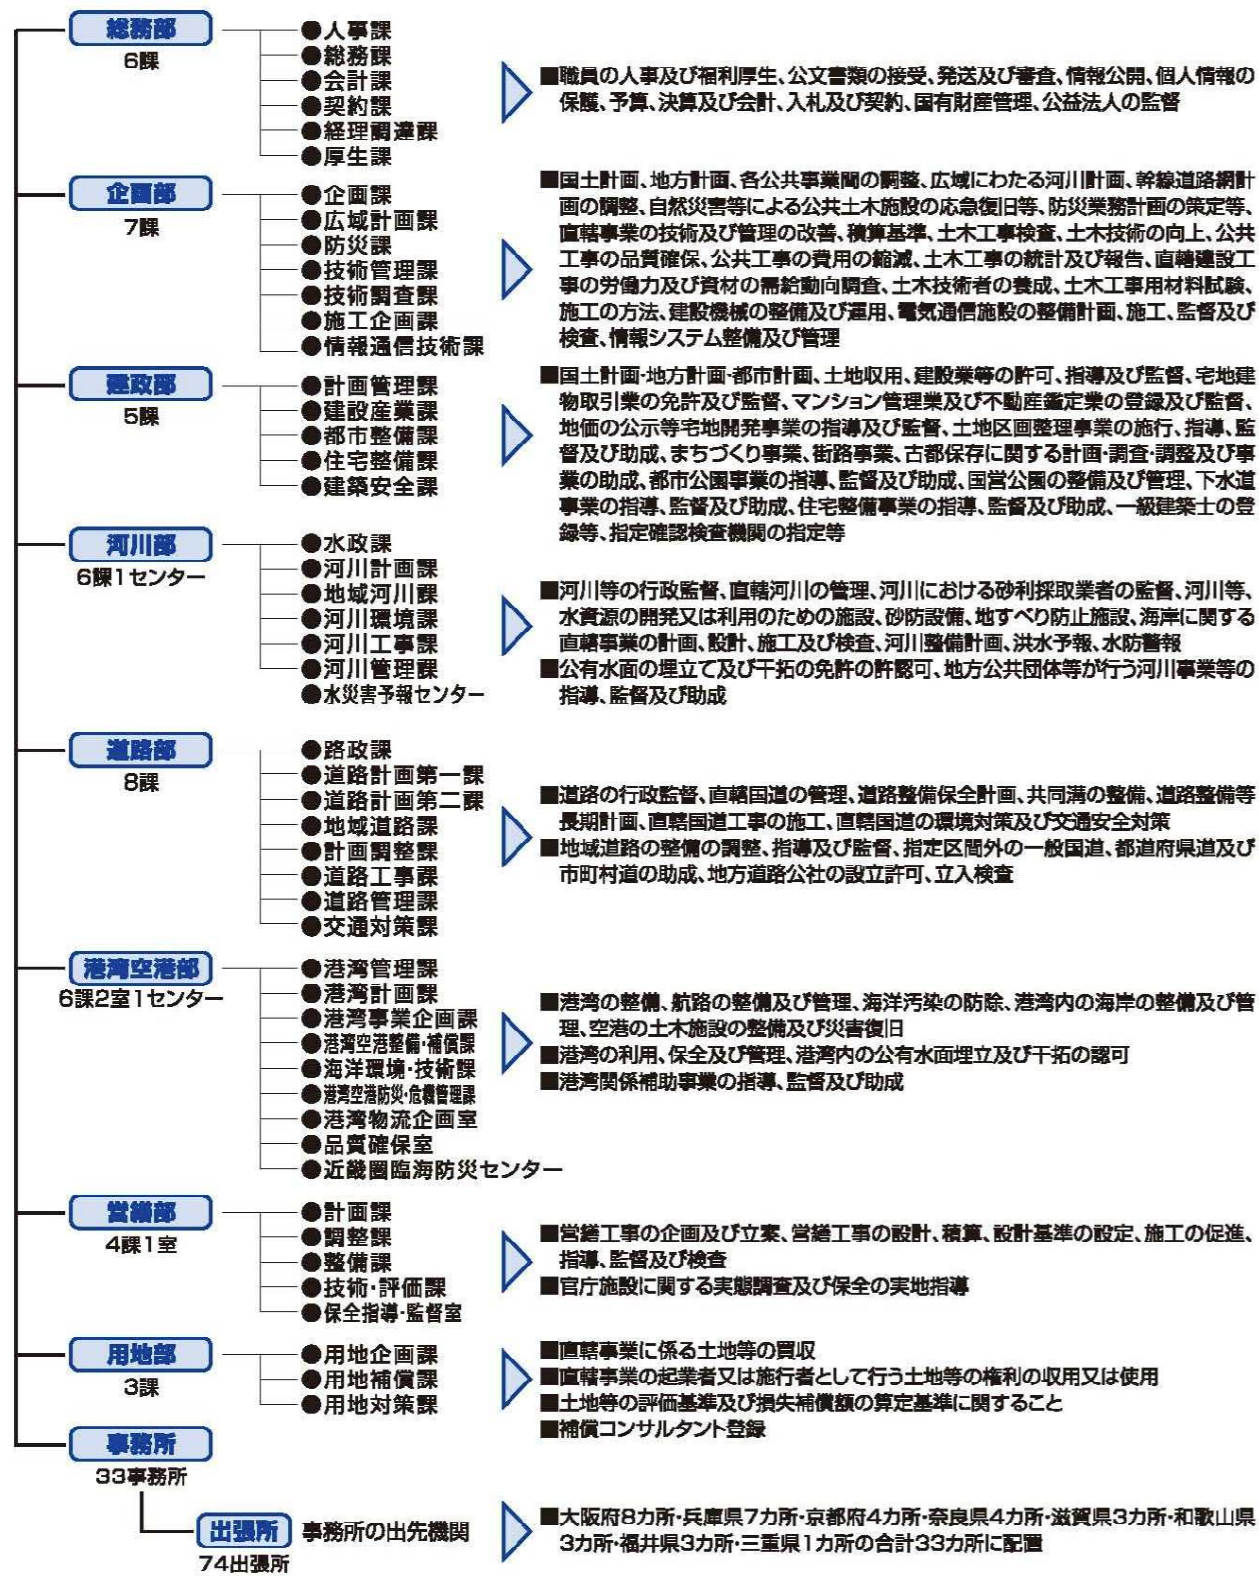 総務部
6課
●人事課
●総務課
●会計課
●契約課
●経理調達課
●厚生課
■職員の人事及び福利厚生、公文書類の接受、発送及び審査、情報公開、個人情報の
保護、予算、決算及び会計、入札及び契約、国有財産管理、公益法人の監督
企画部
7課
●企画課
●広域計画課
●防災課
●技術管理課
●技術調査課
●施工企画課
●情報通信技術課
■国土計画、地方計画、各公共事業間の調整、広域にわたる河川計画、幹線道路網計
画の調整、自然災害等による公共土木施設の応急復旧等、防災業務計画の策定等、
直轄事業の技術及び管理の改善、積算基準、土木工事検査、土木技術の向上、公共
工事の品質確保、公共工事の費用の縮減、土木工事の統計及び報告、直轄建設工
事の労働力及び資材の需給動向調査、土木技術者の養成、土木工事用材料試験、
施工の方法、建設機械の整備及び運用、電気通信施設の整備計画、施工、監督及び
検査、情報システム整備及び管理
建政部
5課
●計画管理課
●建設産業課
●都市整備課
●住宅整備課
●建築安全課
■国土計画・地方計画・都市計画、土地収用、建設業等の許可、指導及び監督、宅地建
物取引業の免許及び監督、マンション管理業及び不動産鑑定業の登録及び監督、
地価の公示等宅地開発事業の指導及び監督、土地区画整理事業の施行、指導、監
督及び助成、まちづくり事業、街路事業、古都保存に関する計画・調査・調整及び事
業の助成、都市公園事業の指導、監督及び助成、国営公園の整備及び管理、下水道
事業の指導、監督及び助成、住宅整備事業の指導、監督及び助成、一級建築士の登
録等、指定確認検査機関の指定等
河川部
6課1センター
●水政課
●河川計画課
●地域河川課
●河川環境課
●河川工事課
●河川管理課
●水災害予報センター
■河川等の行政監督、直轄河川の管理、河川における砂利採取業者の監督、河川等、
水資源の開発又は利用のための施設、砂防設備、地すべり防止施設、海岸に関する
直轄事業の計画、設計、施工及び検査、河川整備計画、洪水予報、水防警報
■公有水面の埋立て及び干拓の免許の許認可、地方公共団体等が行う河川事業等の
指導、監督及び助成
道路部
8課
●路政課
●道路計画第一課
●道路計画第二課
●地域道路課
●計画調整課
●道路工事課
●道路管理課
●交通対策課
■道路の行政監督、直轄国道の管理、道路整備保全計画、共同溝の整備、道路整備等
長期計画、直轄国道工事の施工、直轄国道の環境対策及び交通安全対策
■地域道路の整備の調整、指導及び監督、指定区間外の一般国道、都道府県道及び
市町村道の助成、地方道路公社の設立許可、立入検査
港湾空港部
6課2室1センター
●港湾管理課
●港湾計画課
●港湾事業企画課
●港湾空港整備・補償課
●海洋環境・技術課
●港湾空港防災・危機管理課
●港湾物流企画室
●品質確保室
●近畿圏臨海防災センター
■港湾の整備、航路の整備及び管理、海洋汚染の防除、港湾内の海岸の整備及び管
理、空港の土木施設の整備及び災害復旧
■港湾の利用、保全及び管理、港湾内の公有水面埋立及び干拓の認可
■港湾関係補助事業の指導、監督及び助成
営繕部
4課1室
●計画課
●調整課
●整備課
●技術・評価課
●保全指導・監督室
■営繕工事の企画及び立案、営繕工事の設計、積算、設計基準の設定、施工の促進、
指導、監督及び検査
■官庁施設に関する実態調査及び保全の実地指導
用地部
3課
●用地企画課
●用地補償課
●用地対策課
■直轄事業に係る土地等の買収
■直轄事業の起業者又は施行者として行う土地等の権利の収用又は使用
■土地等の評価基準及び損失補償額の算定基準に関すること
■補償コンサルタント登録
事務所
33事務所
出張所 事務所の出先機関
74出張所
■大阪府8カ所・兵庫県7カ所・京都府4カ所・奈良県4カ所・滋賀県3カ所・和歌山県
3カ所・福井県3カ所・三重県1カ所の合計33カ所に配置